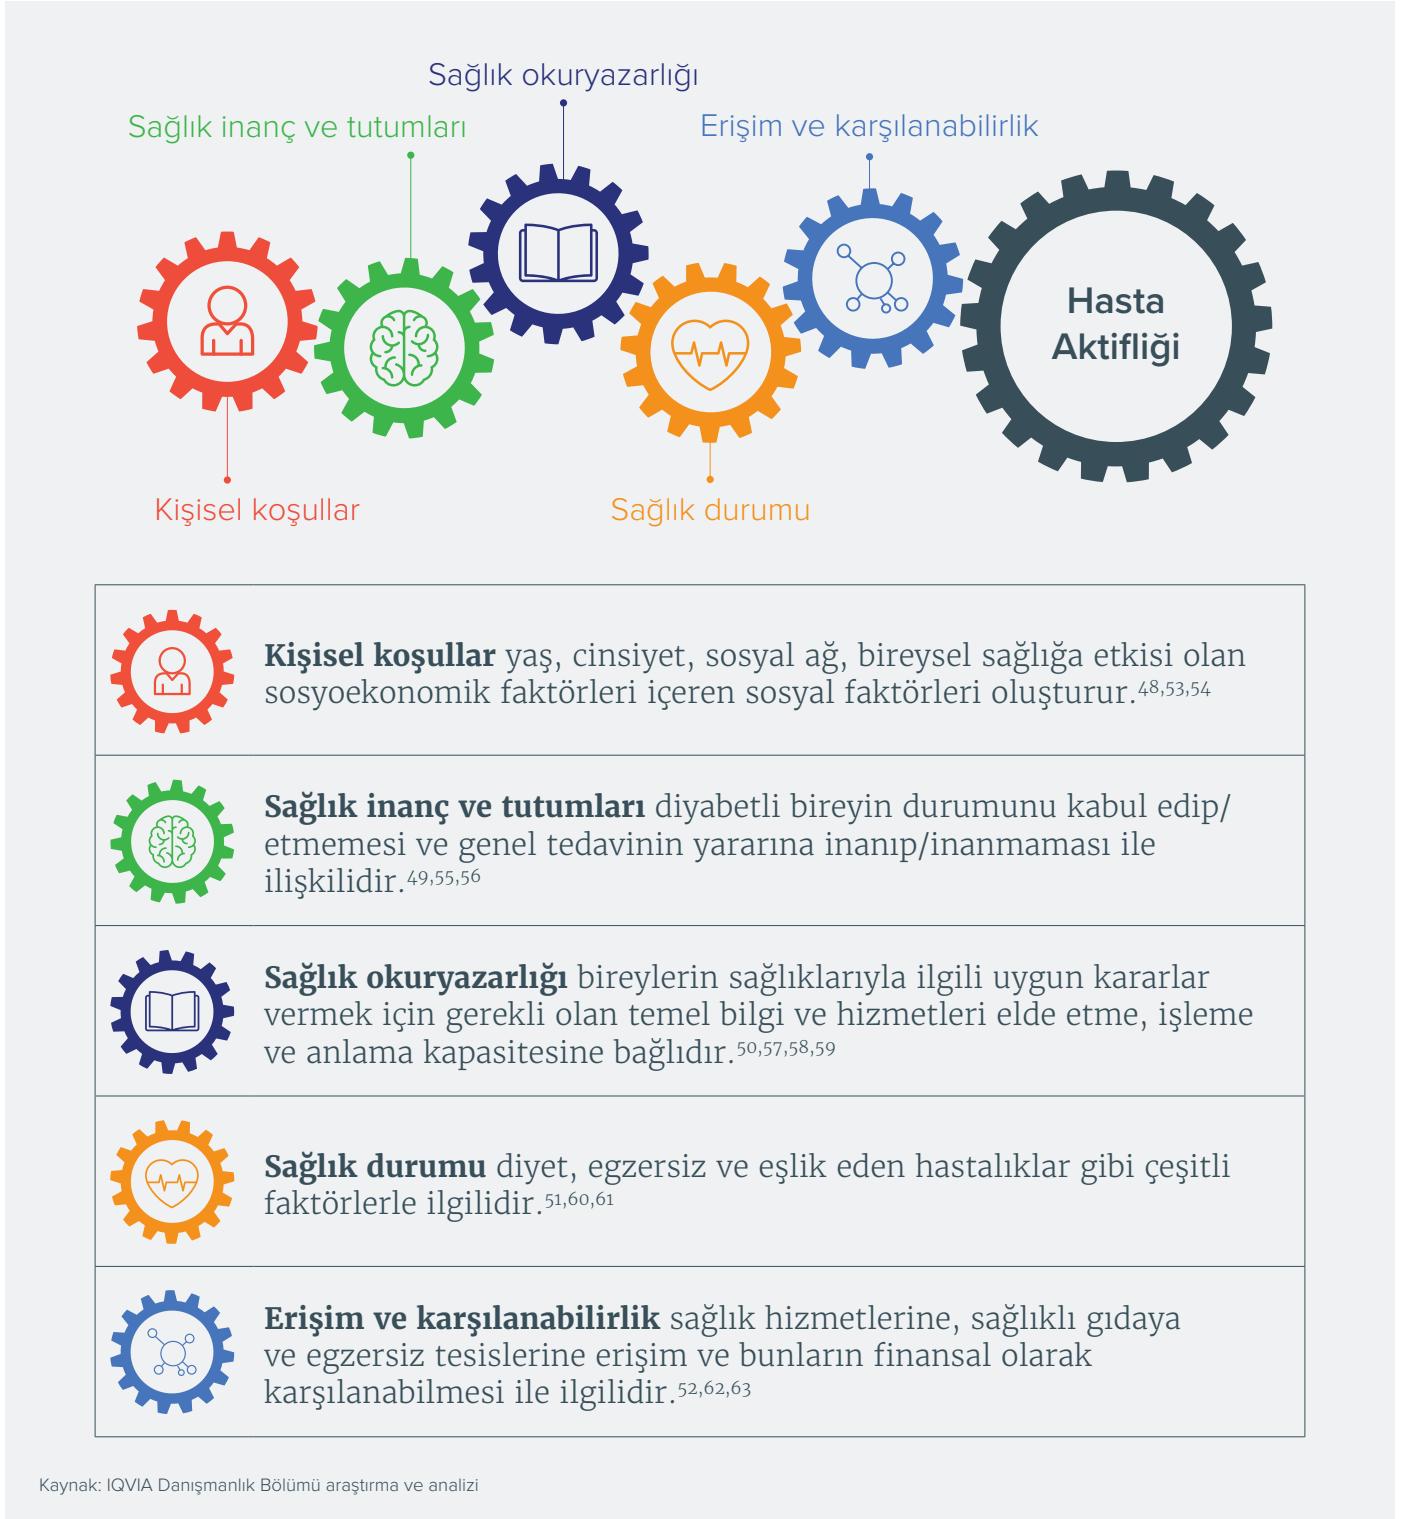 Sağlık okuryazarlığı
Sağlık inanç ve tutumları
Erişim ve karşılanabilirlik
Hasta
Aktifliği
Kişisel koşullar
Sağlık durumu
Kişisel koşullar yaş, cinsiyet, sosyal ağ, bireysel sağlığa etkisi olan
sosyoekonomik faktörleri içeren sosyal faktörleri oluşturur.48,53,54
Sağlık inanç ve tutumları diyabetli bireyin durumunu kabul edip/
etmemesi ve genel tedavinin yararına inanıp/inanmaması ile
ilişkilidir.49,55,56
Sağlık okuryazarlığı bireylerin sağlıklarıyla ilgili uygun kararlar
vermek için gerekli olan temel bilgi ve hizmetleri elde etme, işleme
ve anlama kapasitesine bağlıdır.50,57,58,59
Sağlık durumu diyet, egzersiz ve eşlik eden hastalıklar gibi çeşitli
faktörlerle ilgilidir.51,60,61
Erişim ve karşılanabilirlik sağlık hizmetlerine, sağlıklı gıdaya
ve egzersiz tesislerine erişim ve bunların finansal olarak
karşılanabilmesi ile ilgilidir.52,62,63
Kaynak: IQVIA Danışmanlık Bölümü araştırma ve analizi